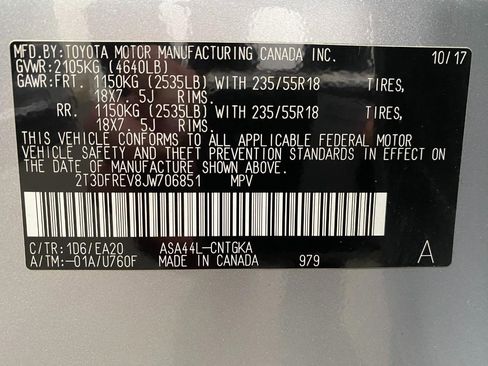 MFD. BY: TOYOTA MOTOR MANUFACTURING CANADA INC. 10/17
GVWR: 2105KG (4640LB)
GAWR: FRT. 1150KG (2535LB) WITH 235/55R18 TIRES,
18X7. 5J RIMS.
RR. 1150KG (2535LB) WITH 235/55R18 TIRES,
18X7. 5J RIMS.
THIS VEHICLE CONFORMS TO ALL APPLICABLE FEDERAL MOTOR
VEHICLE SAFETY AND THEFT PREVENTION STANDARDS IN EFFECT ON
THE DATE OF MANUFACTURE SHOWN ABOVE.
2T3DFREV8JW706851 MPV
C/TR: 1D6/EA20 ASA44L-CNTGKA A
A/TM: -01A/U760F MADE IN CANADA 979